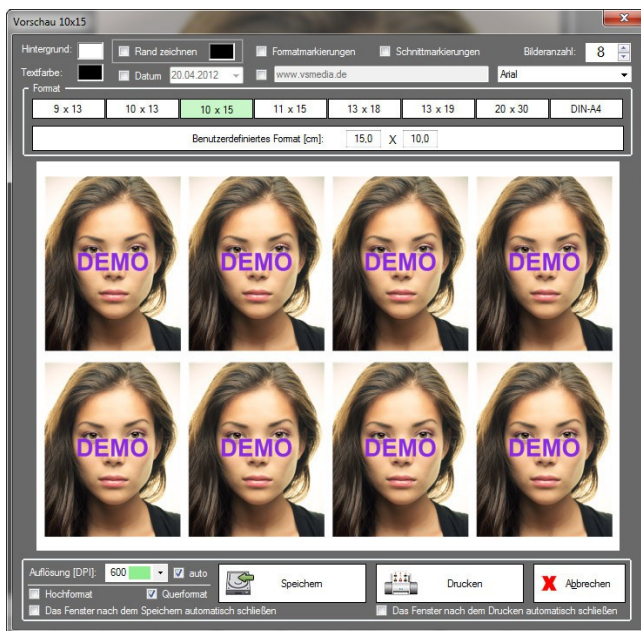 Vorschau 10x15
X
Hintergrund: Rand zeichnen Formatmarkierungen Schnittmarkierungen Bilderanzahl: 8
Textfarbe: Datum 20.04.2012 www.vsmedia.de Arial
Format
9 x 13 10 x 13 10 x 15 11 x 15 13 x 18 13 x 19 20 x 30 DIN-A4
Benutzerdefiniertes Format [cm]: 15,0 X 10,0
DEMO DEMO DEMO DEMO
DEMO DEMO DEMO DEMO
Auflösung [DPI]: 600 auto Speichern Drucken X Abbrechen
Hochformat Querformat
Das Fenster nach dem Speichern automatisch schließen Das Fenster nach dem Drucken automatisch schließen